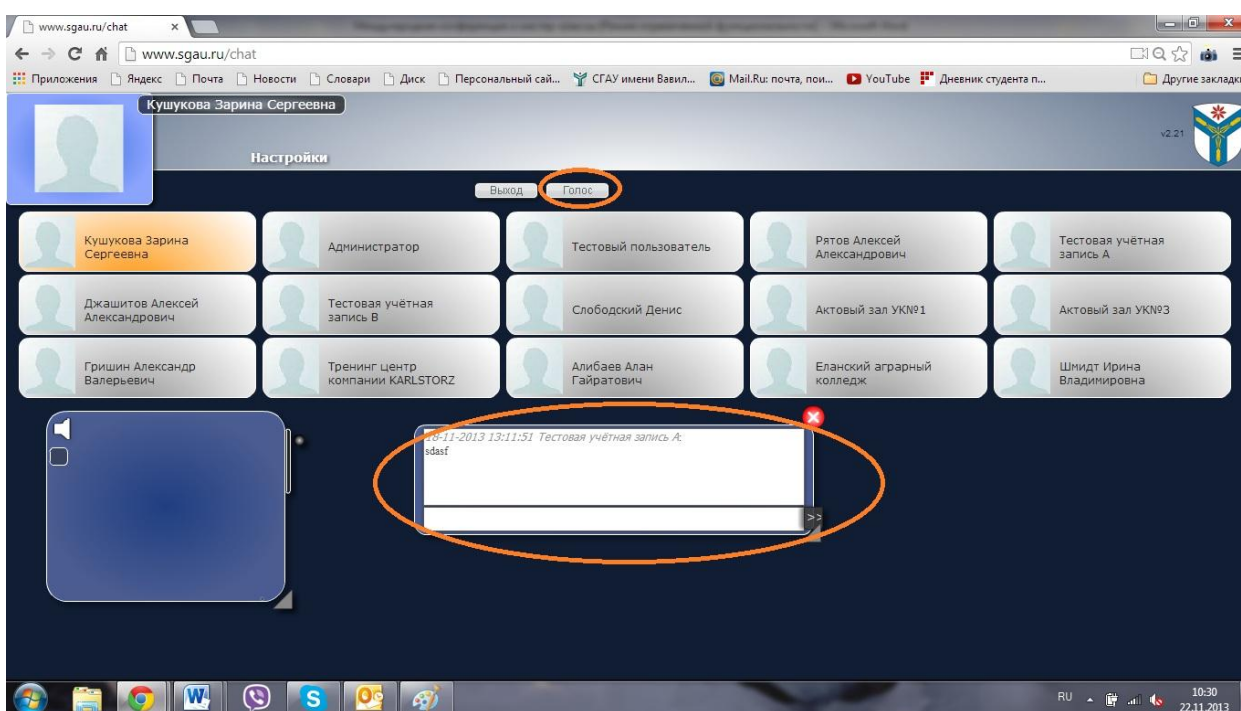 www.sgau.ru/chat
www.sgau.ru/chat
Приложения Яндекс Почта Новости Словари Диск Персональный сай... СГАУ имени Вавил... Mail.Ru: почта, пои... YouTube Дневник студента п... Другие закладк
Кушукова Зарина Сергеевна
v2.21
Настройки
Выход Голос
Кушукова Зарина
Сергеевна
Администратор
Тестовый пользователь
Рятов Алексей
Александрович
Тестовая учётная
запись A
Джашитов Алексей
Александрович
Тестовая учётная
запись B
Слободский Денис
Актовый зал УК№1
Актовый зал УК№3
Гришин Александр
Валерьевич
Тренинг центр
компании KARLSTORZ
Алибаев Алан
Гайратович
Еланский аграрный
колледж
Шмидт Ирина
Владимировна
18-11-2013 13:11:51 Тестовая учётная запись A:
sdasf
>>
RU
10:30
22.11.2013